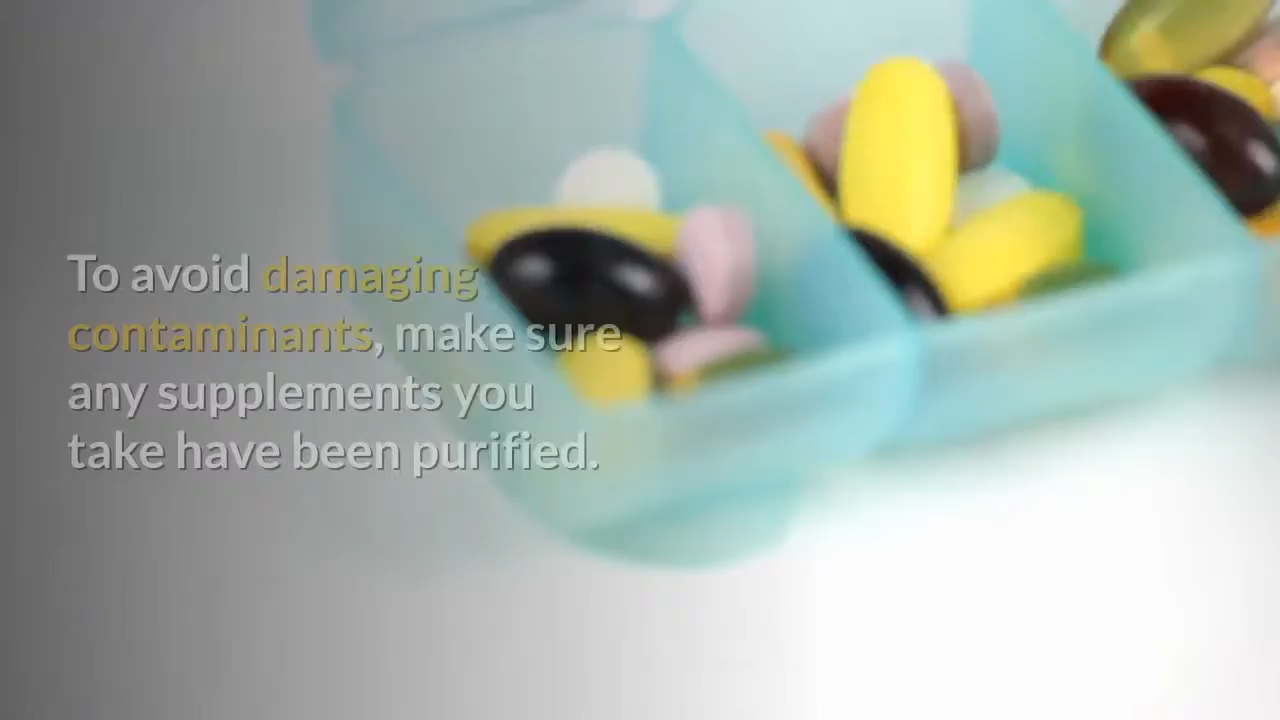 To avoid damaging
contaminants, make sure
any supplements you
take have been purified.